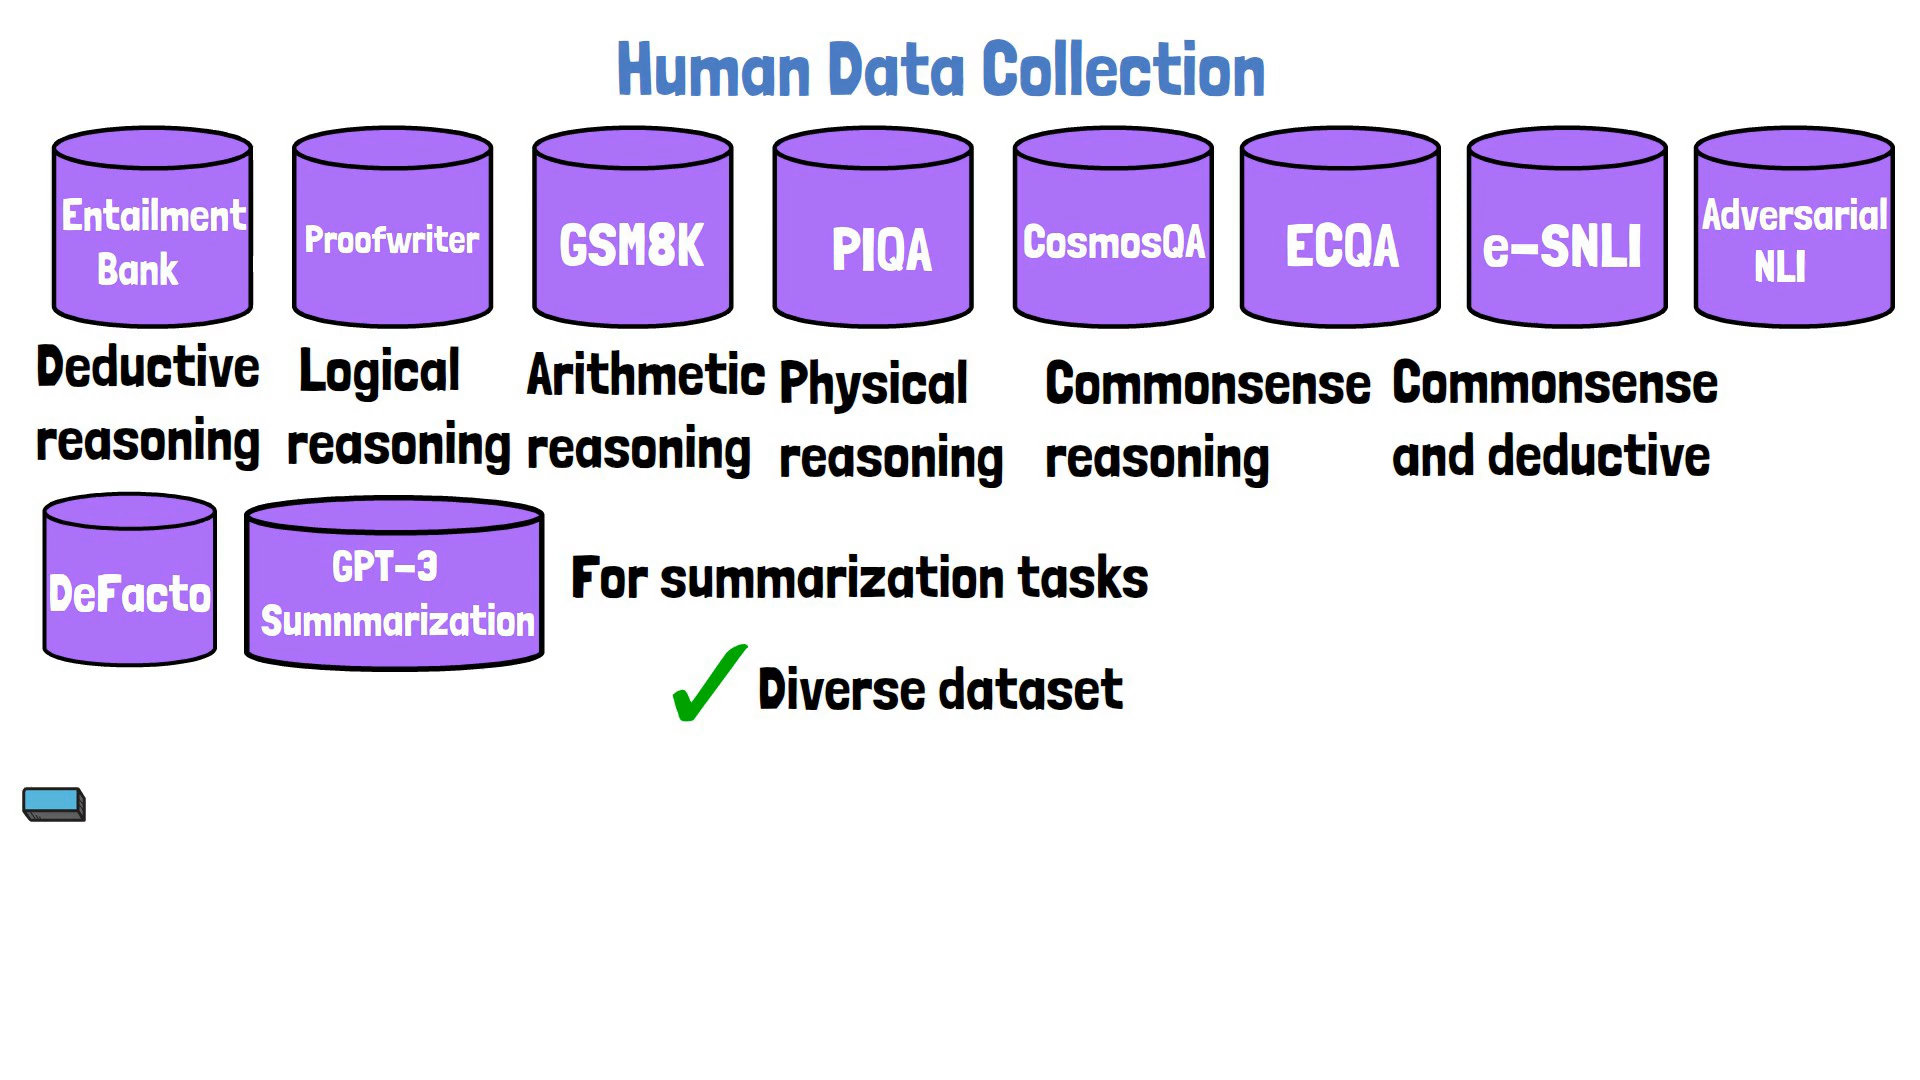 Human Data Collection
Entailment
Bank
Proofwriter
GSM8K
PIQA
CosmosQA
ECQA
e-SNLI
Adversarial
NLI
Deductive
reasoning
Logical
reasoning
Arithmetic
reasoning
Physical
reasoning
Commonsense
reasoning
Commonsense
and deductive
DeFacto
GPT-3
Sumnmarization
For summarization tasks
Diverse dataset